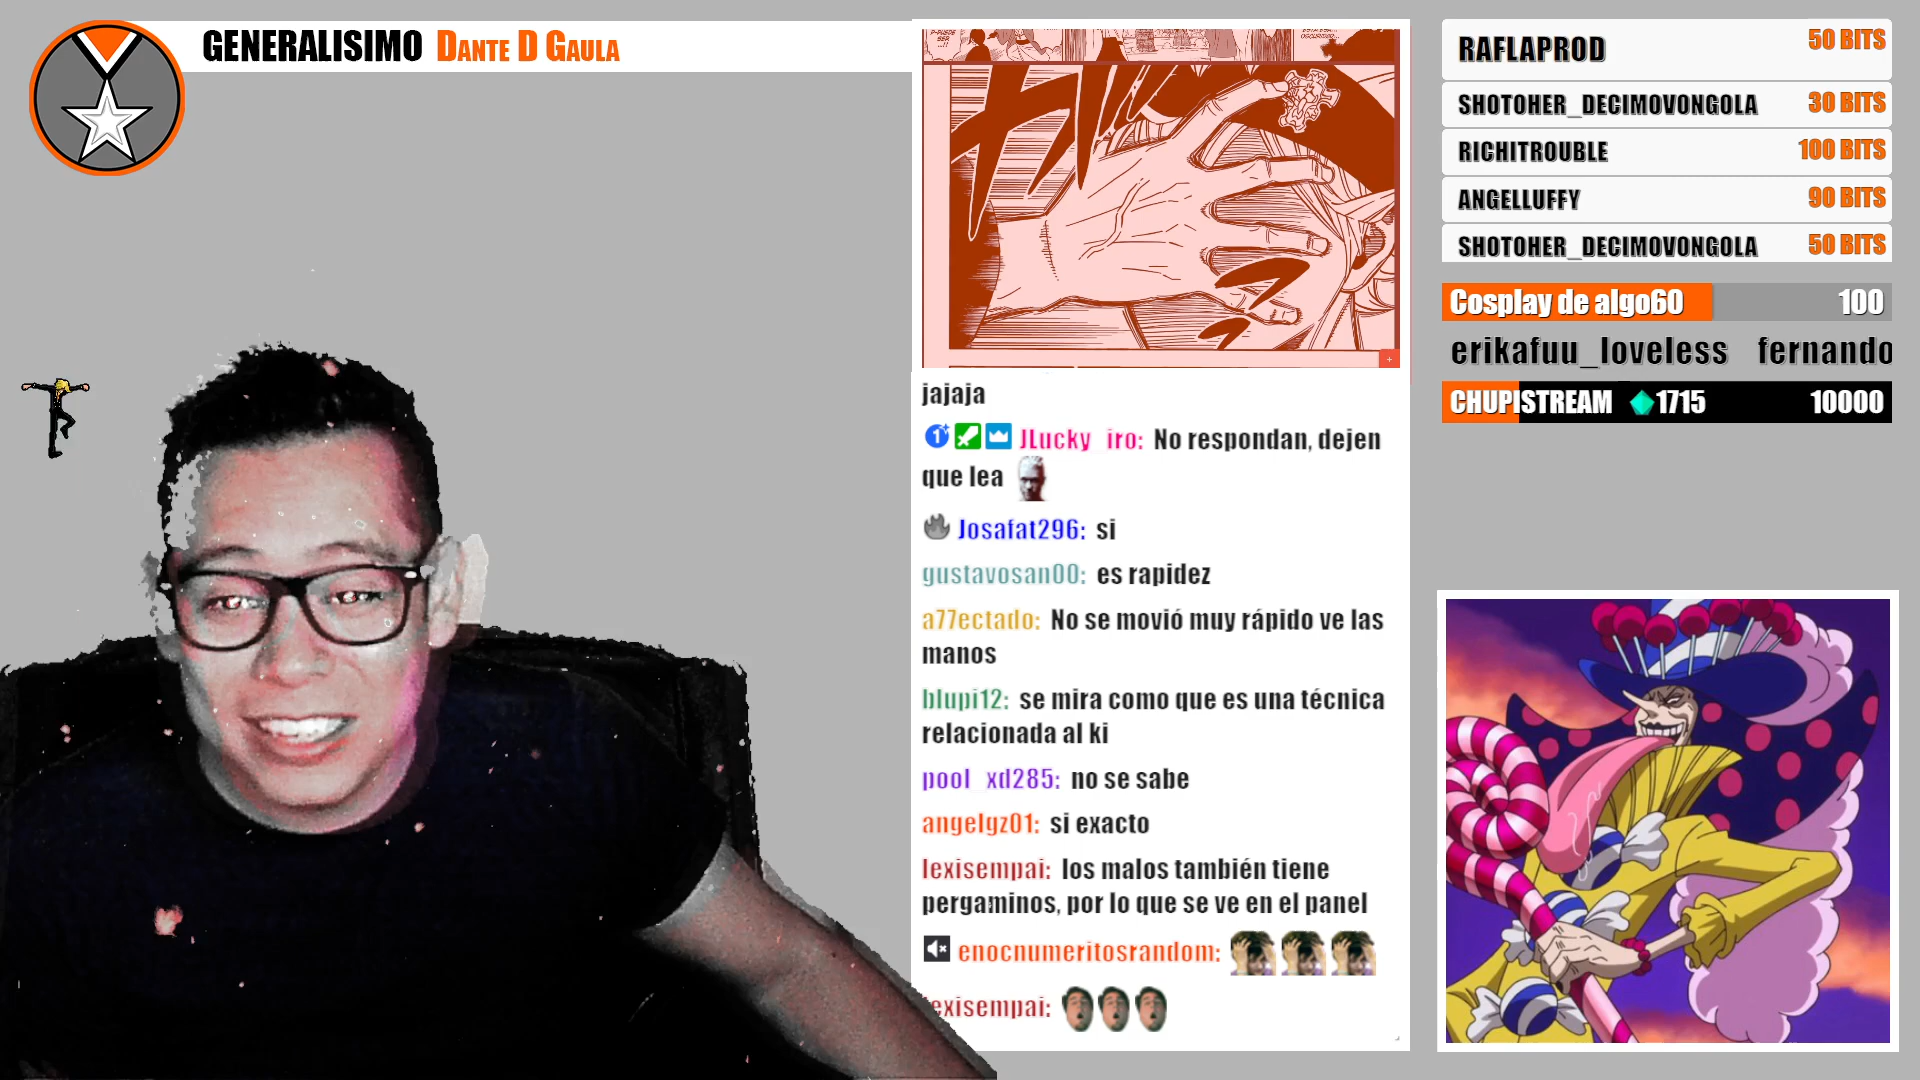 GENERALISIMO DANTE D GAULA
P-PUEDE
SER
...!!
jajaja
JLucky_iro: No respondan, dejen
que lea
Josafat296: si
gustavosan00: es rapidez
a77ectado: No se movió muy rápido ve las
manos
blupi12: se mira como que es una técnica
relacionada al ki
pool_xd285: no se sabe
angelgz01: si exacto
lexisempai: los malos también tiene
pergaminos, por lo que se ve en el panel
enocnumeritosrandom:
lexisempai:
RAFLAPROD 50 BITS
SHOTOHER_DECIMOVONGOLA 30 BITS
RICHITROUBLE 100 BITS
ANGELLUFFY 90 BITS
SHOTOHER_DECIMOVONGOLA 50 BITS
Cosplay de algo60 100
erikafuu_loveless fernando
CHUPISTREAM 1715 10000